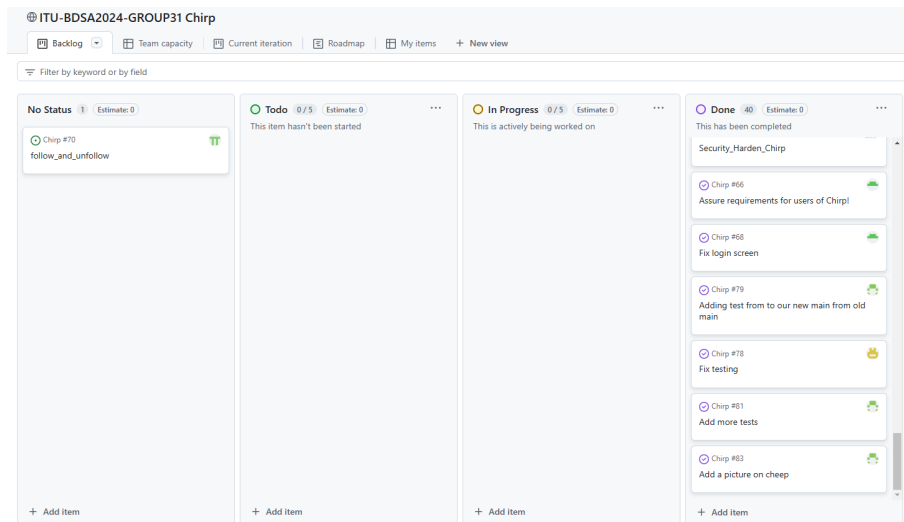 ITU-BDSA2024-GROUP31 Chirp
Backlog
Team capacity
Current iteration
Roadmap
My items
+ New view
Filter by keyword or by field
No Status 1 Estimate: 0
Chirp #70
follow_and_unfollow
+ Add item
Todo 0 / 5 Estimate: 0 ...
This item hasn't been started
+ Add item
In Progress 0 / 5 Estimate: 0 ...
This is actively being worked on
+ Add item
Done 40 Estimate: 0 ...
This has been completed
Security_Harden_Chirp
Chirp #66
Assure requirements for users of Chirp!
Chirp #68
Fix login screen
Chirp #79
Adding test from to our new main from old
main
Chirp #78
Fix testing
Chirp #81
Add more tests
Chirp #83
Add a picture on cheep
+ Add item